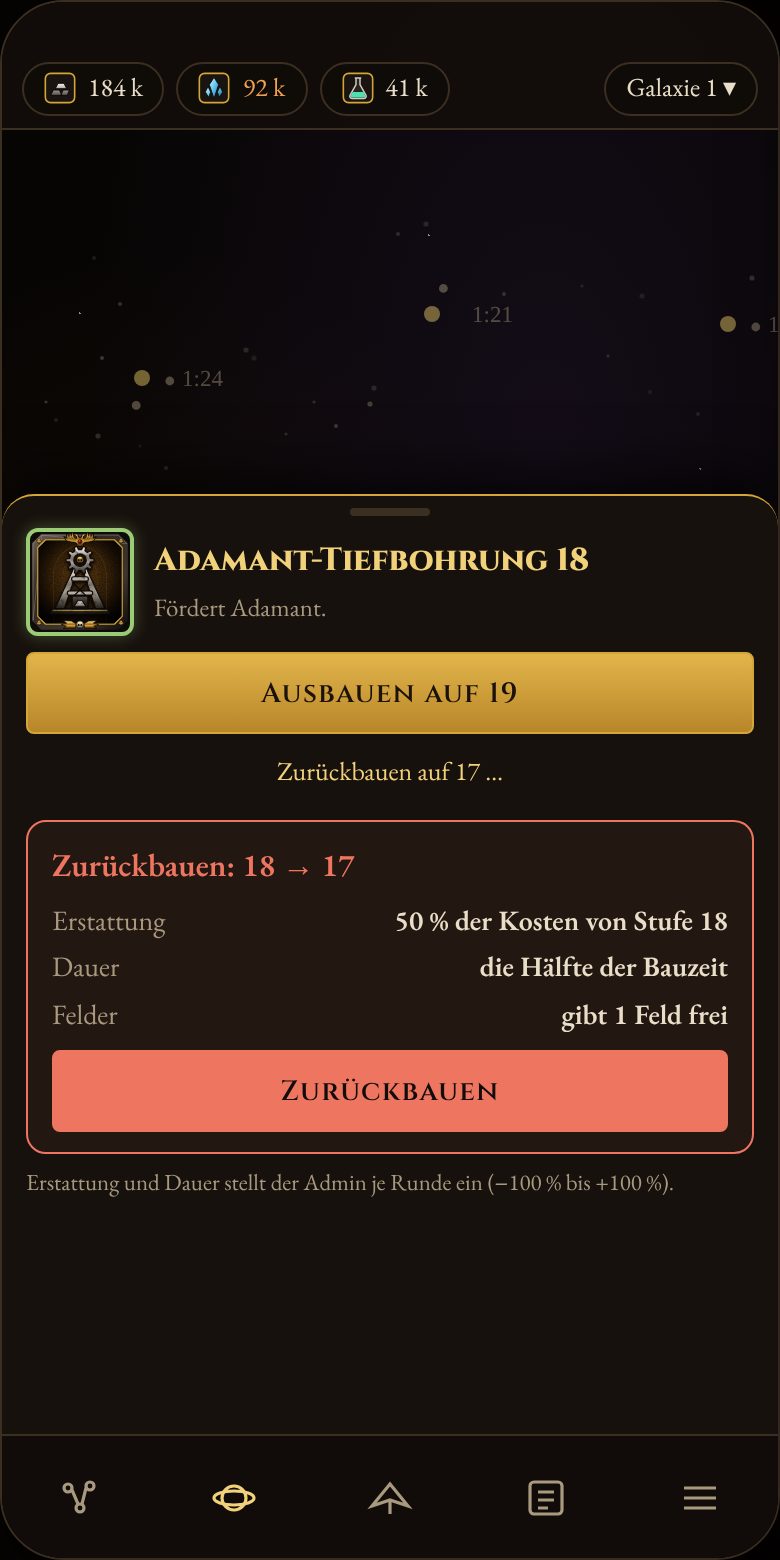 184 k
92 k
41 k
Galaxie 1 ▾
1:21
1:24
1
Adamant-Tiefbohrung 18
Fördert Adamant.
Ausbauen auf 19
Zurückbauen auf 17 ...
Zurückbauen: 18 → 17
Erstattung 50 % der Kosten von Stufe 18
Dauer die Hälfte der Bauzeit
Felder gibt 1 Feld frei
Zurückbauen
Erstattung und Dauer stellt der Admin je Runde ein (−100 % bis +100 %).